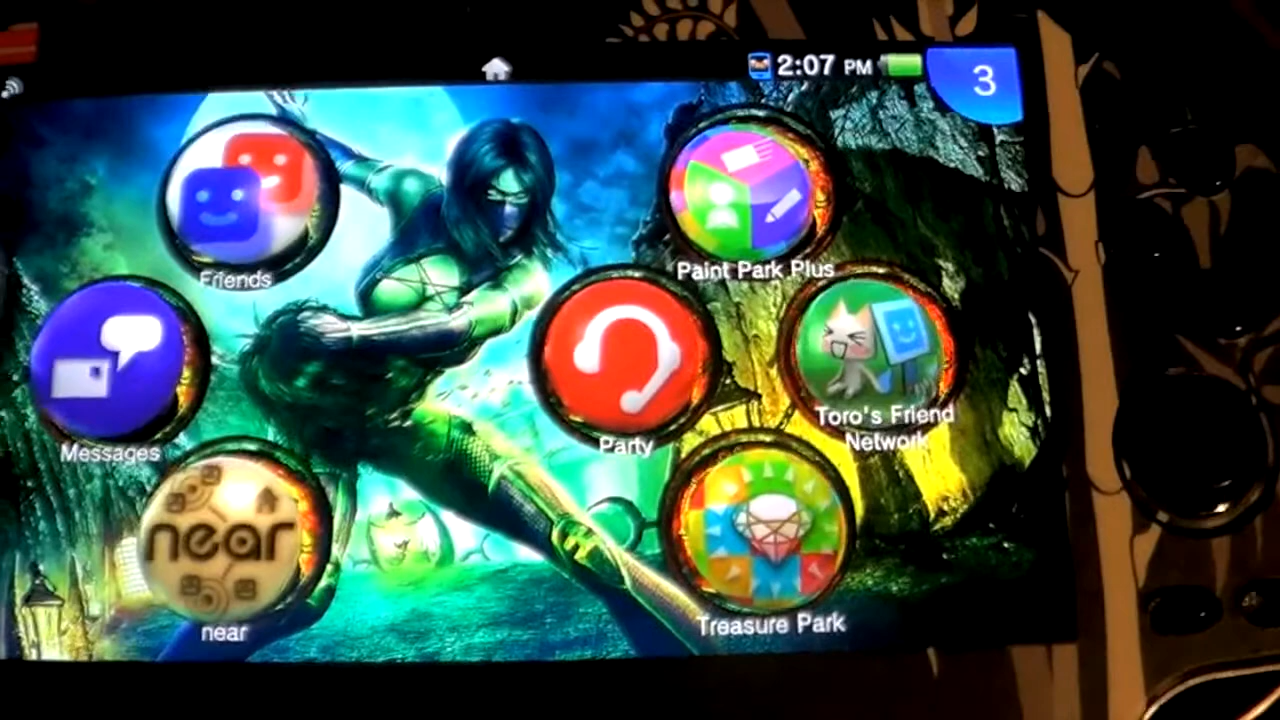 2:07 PM
3
Friends
Paint Park Plus
Messages
Party
Toro's Friend
Network
near
near
Treasure Park